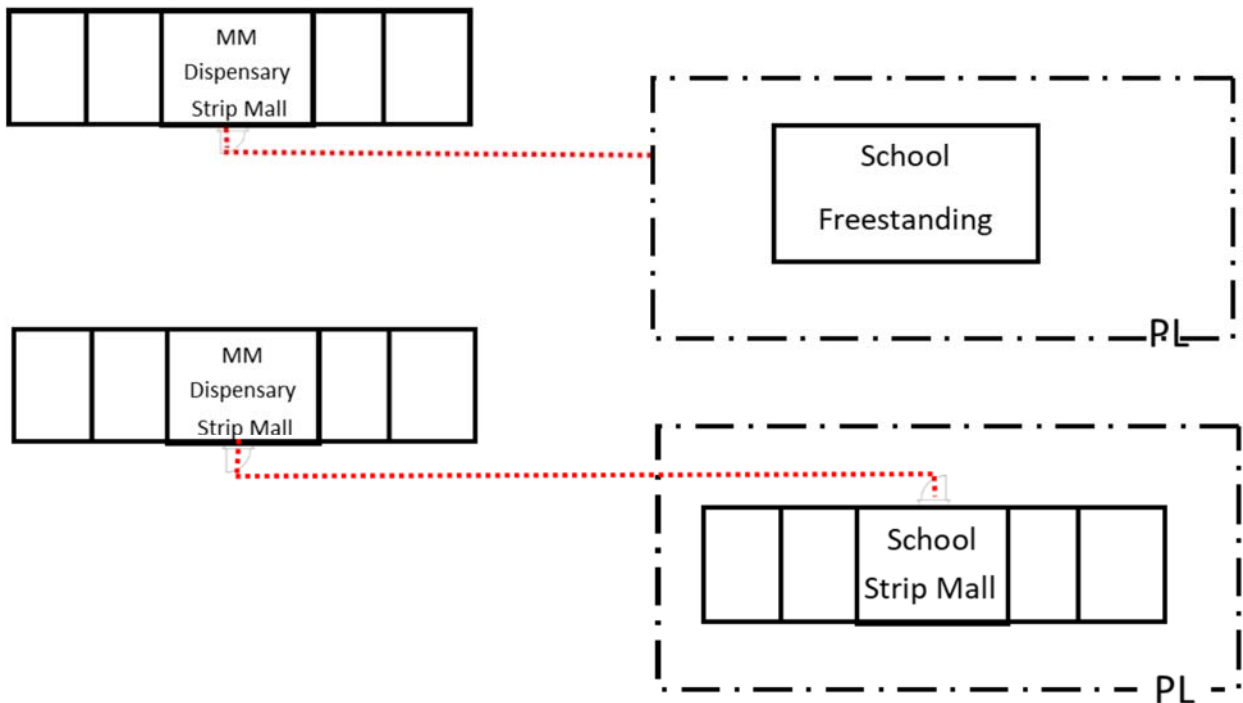 MM
Dispensary
Strip Mall
School
Freestanding
PL
MM
Dispensary
Strip Mall
School
Strip Mall
PL